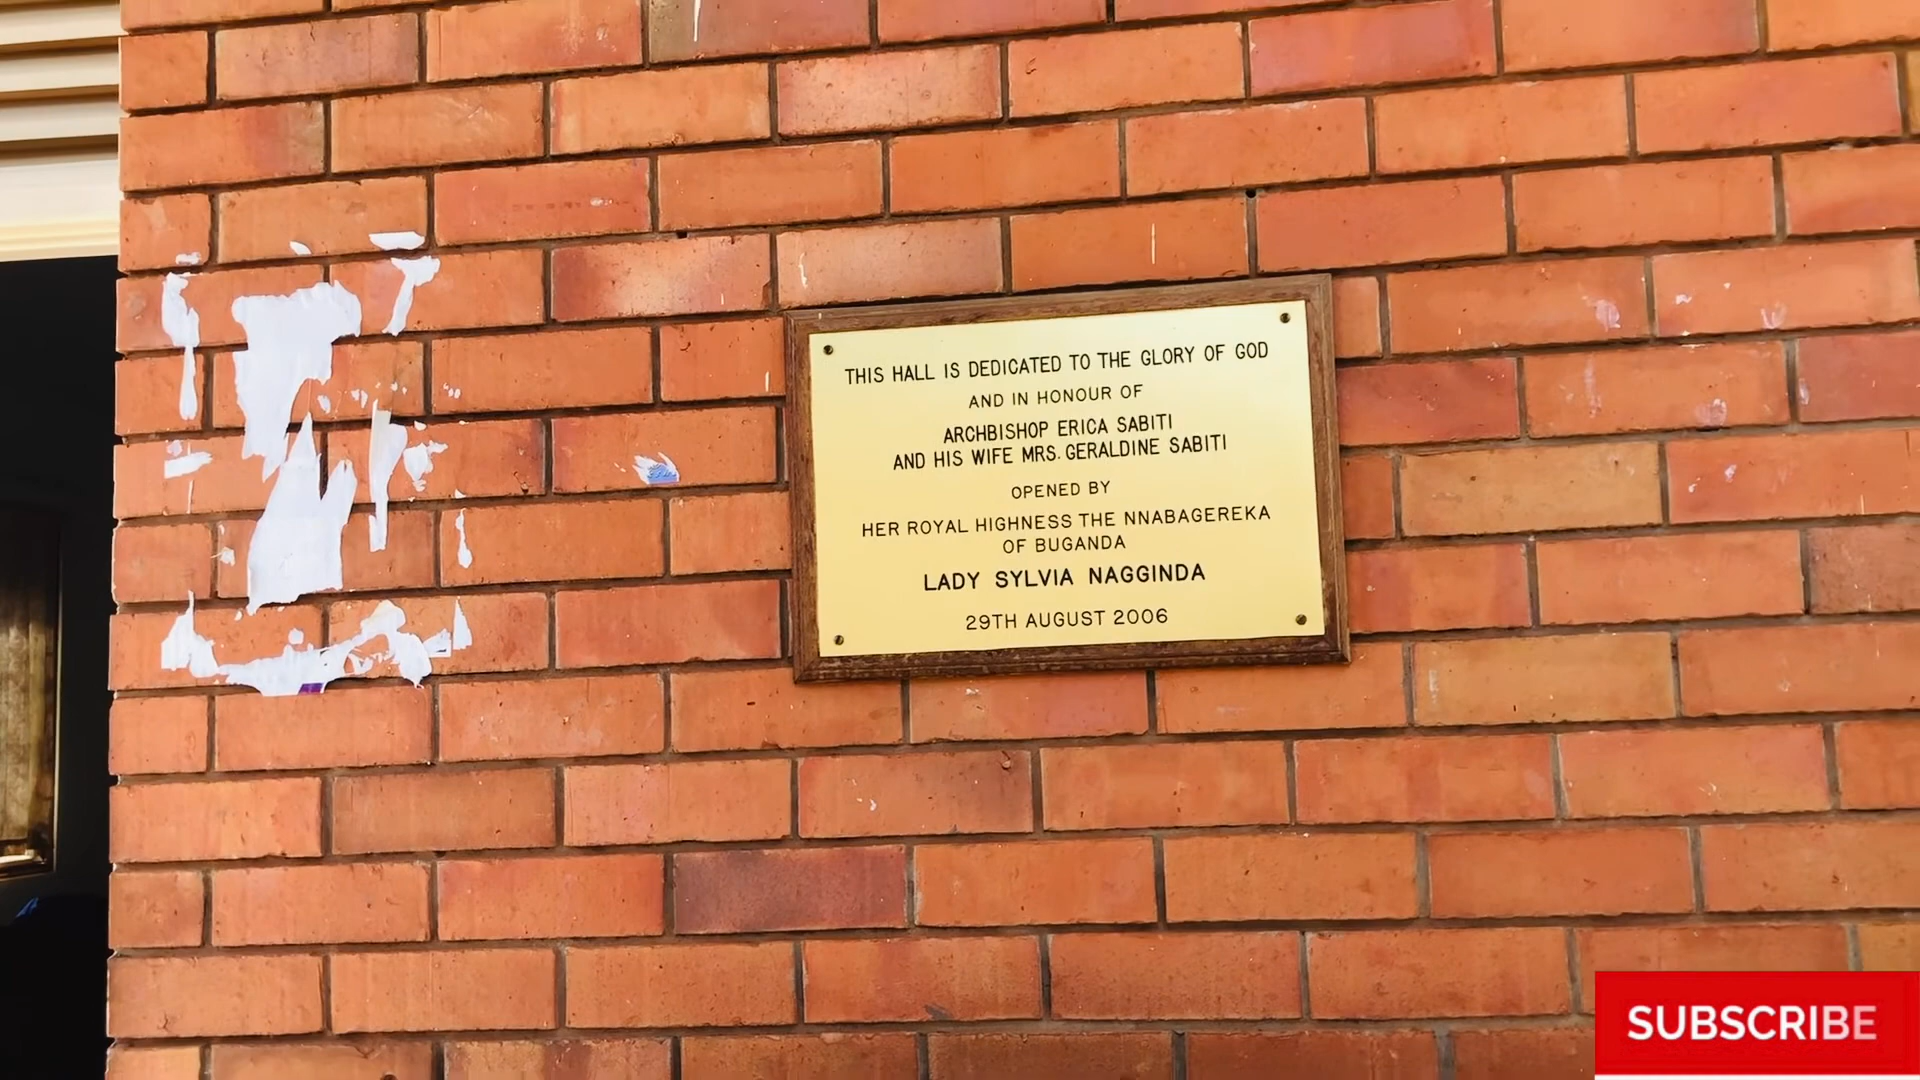 THIS HALL IS DEDICATED TO THE GLORY OF GOD
AND IN HONOUR OF
ARCHBISHOP ERICA SABITI
AND HIS WIFE MRS. GERALDINE SABITI
OPENED BY
HER ROYAL HIGHNESS THE NNABAGEREKA
OF BUGANDA
LADY SYLVIA NAGGINDA
29TH AUGUST 2006
SUBSCRIBE